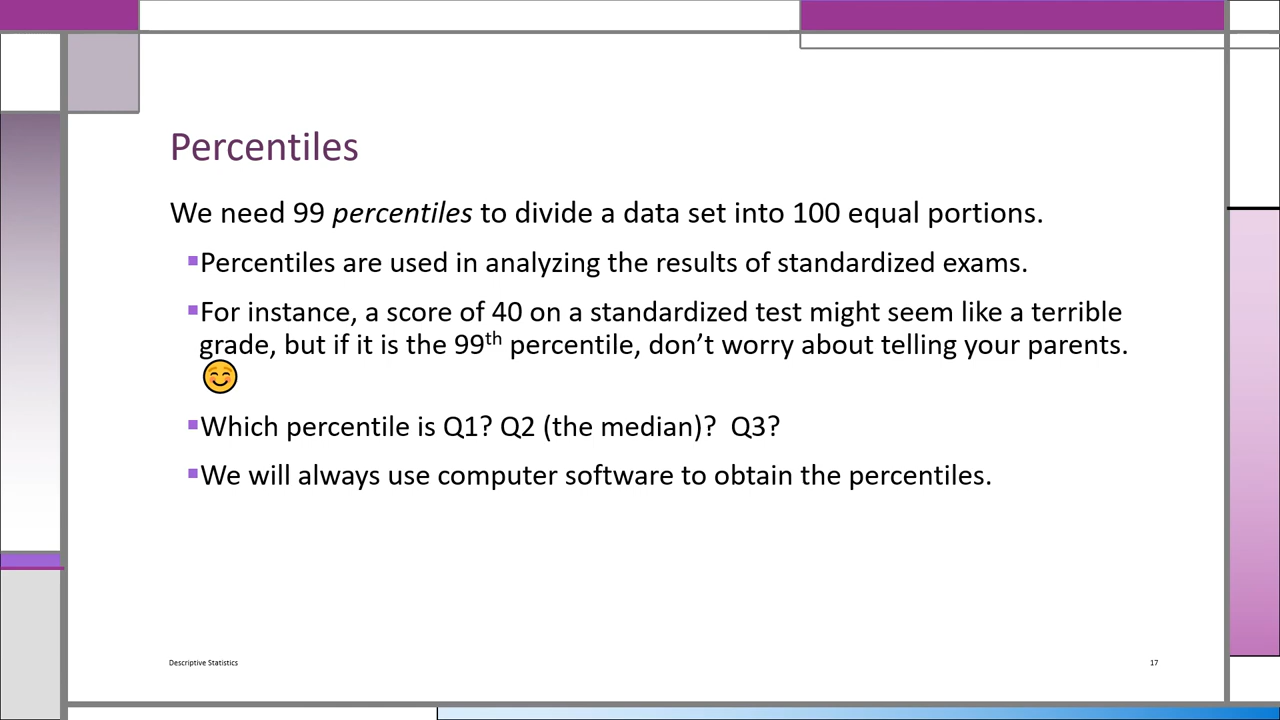 Percentiles
We need 99 percentiles to divide a data set into 100 equal portions.
▪Percentiles are used in analyzing the results of standardized exams.
▪For instance, a score of 40 on a standardized test might seem like a terrible
grade, but if it is the 99th percentile, don’t worry about telling your parents.
😊
▪Which percentile is Q1? Q2 (the median)?  Q3?
▪We will always use computer software to obtain the percentiles.
Descriptive Statistics
17